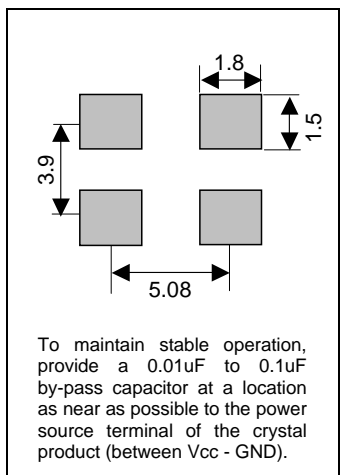 1.8
1.5
3.9
5.08
To maintain stable operation,
provide a 0.01uF to 0.1uF
by-pass capacitor at a location
as near as possible to the power
source terminal of the crystal
product (between Vcc - GND).